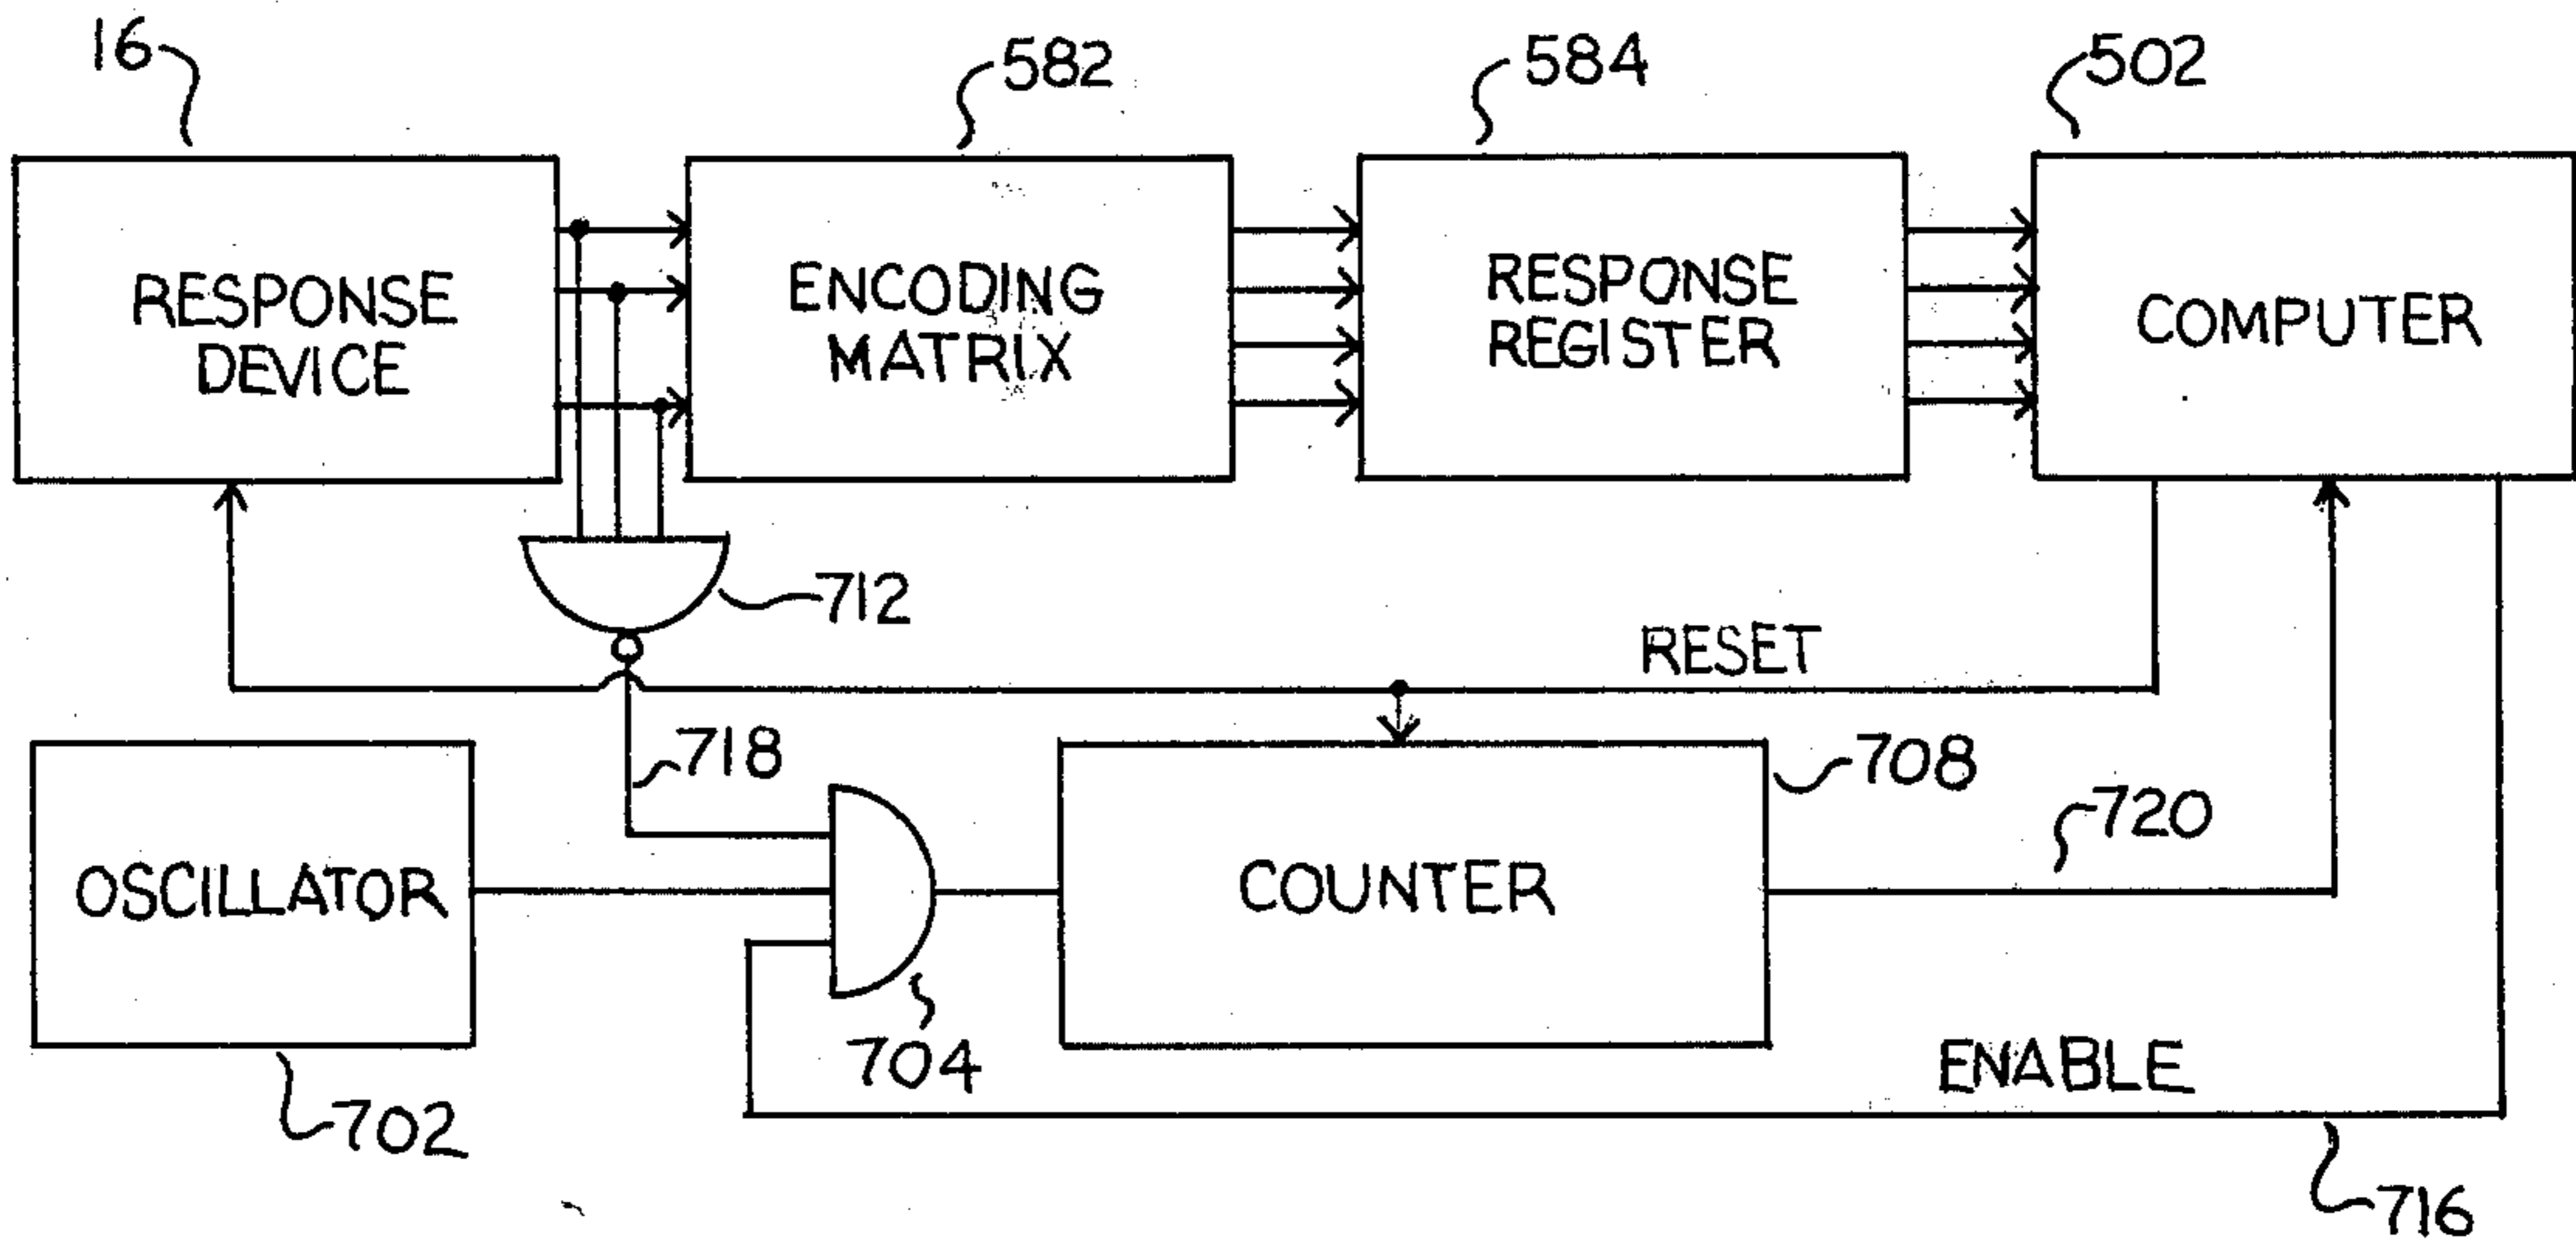 16
582
584
502
RESPONSE
DEVICE
ENCODING
MATRIX
RESPONSE
REGISTER
COMPUTER
712
RESET
718
708
720
OSCILLATOR
COUNTER
704
ENABLE
702
716